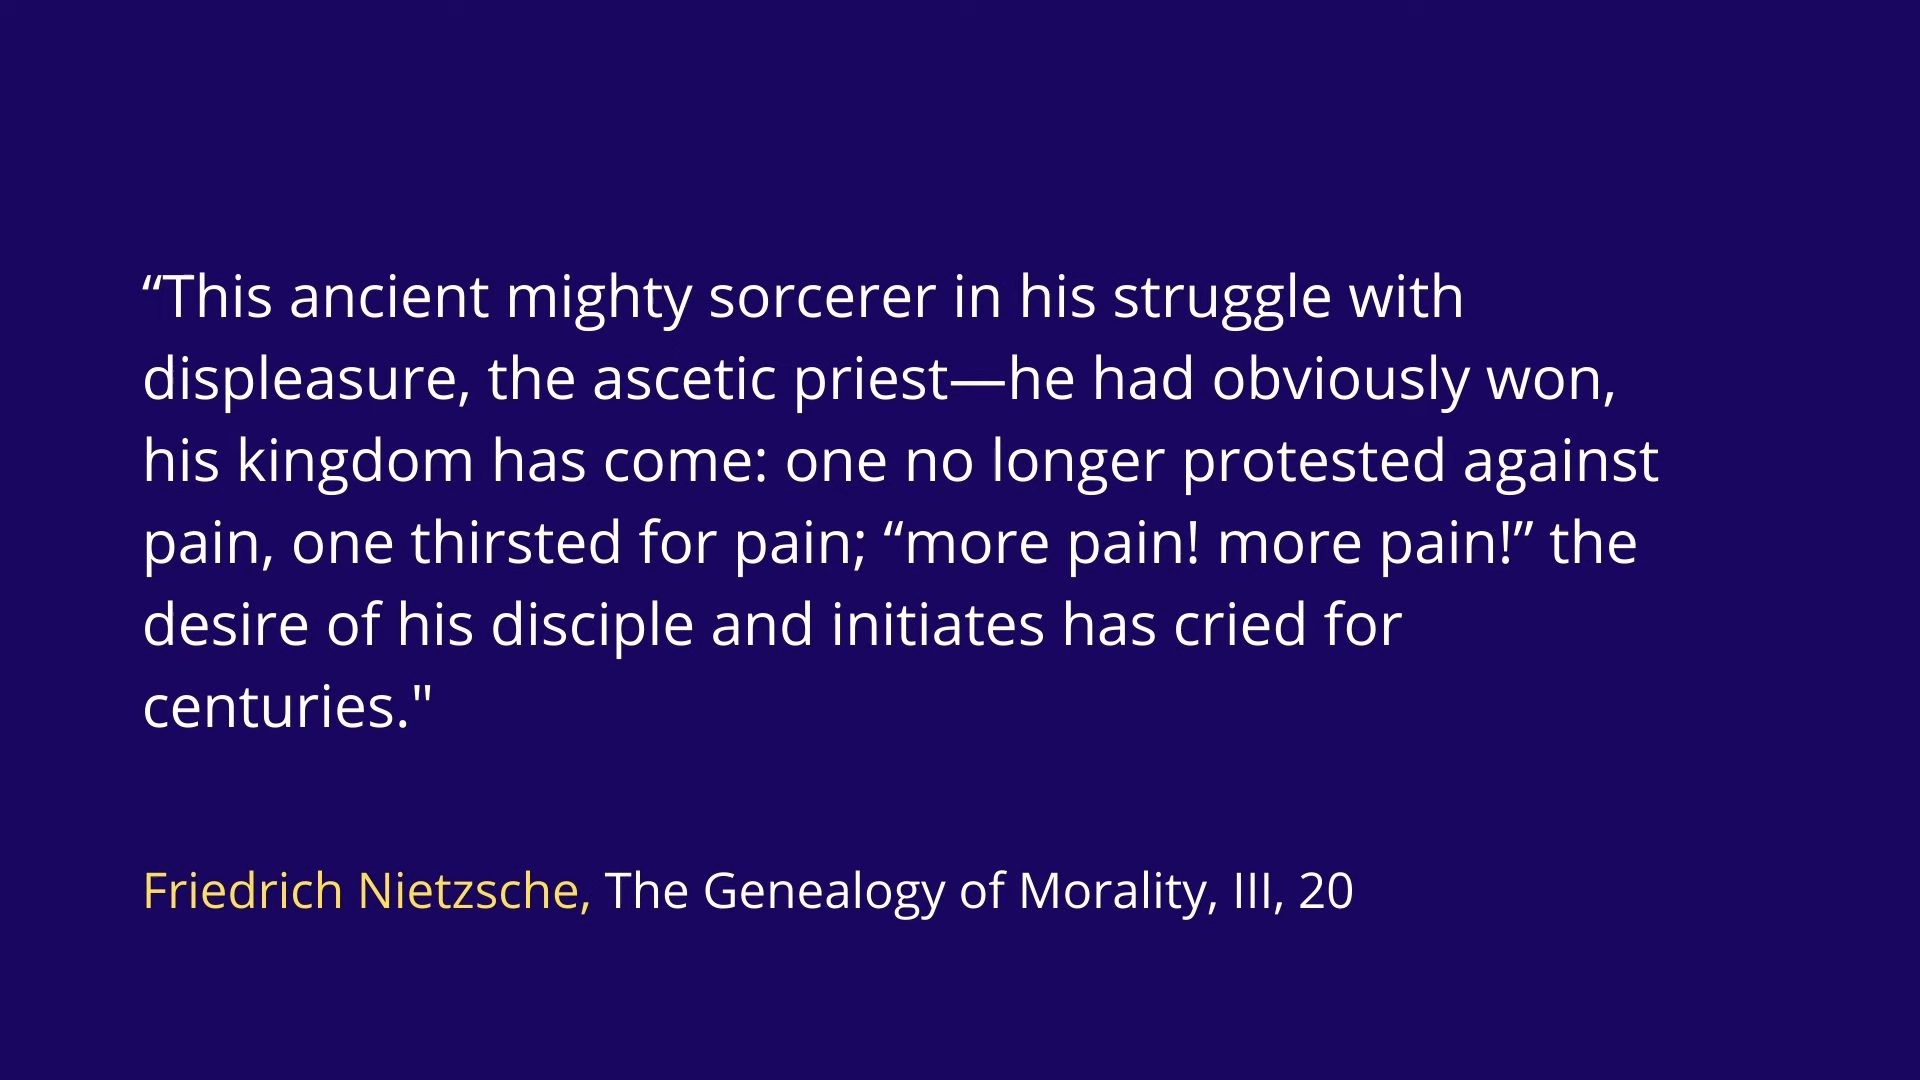 “This ancient mighty sorcerer in his struggle with
displeasure, the ascetic priest—he had obviously won,
his kingdom has come: one no longer protested against
pain, one thirsted for pain; “more pain! more pain!” the
desire of his disciple and initiates has cried for
centuries."
Friedrich Nietzsche, The Genealogy of Morality, III, 20